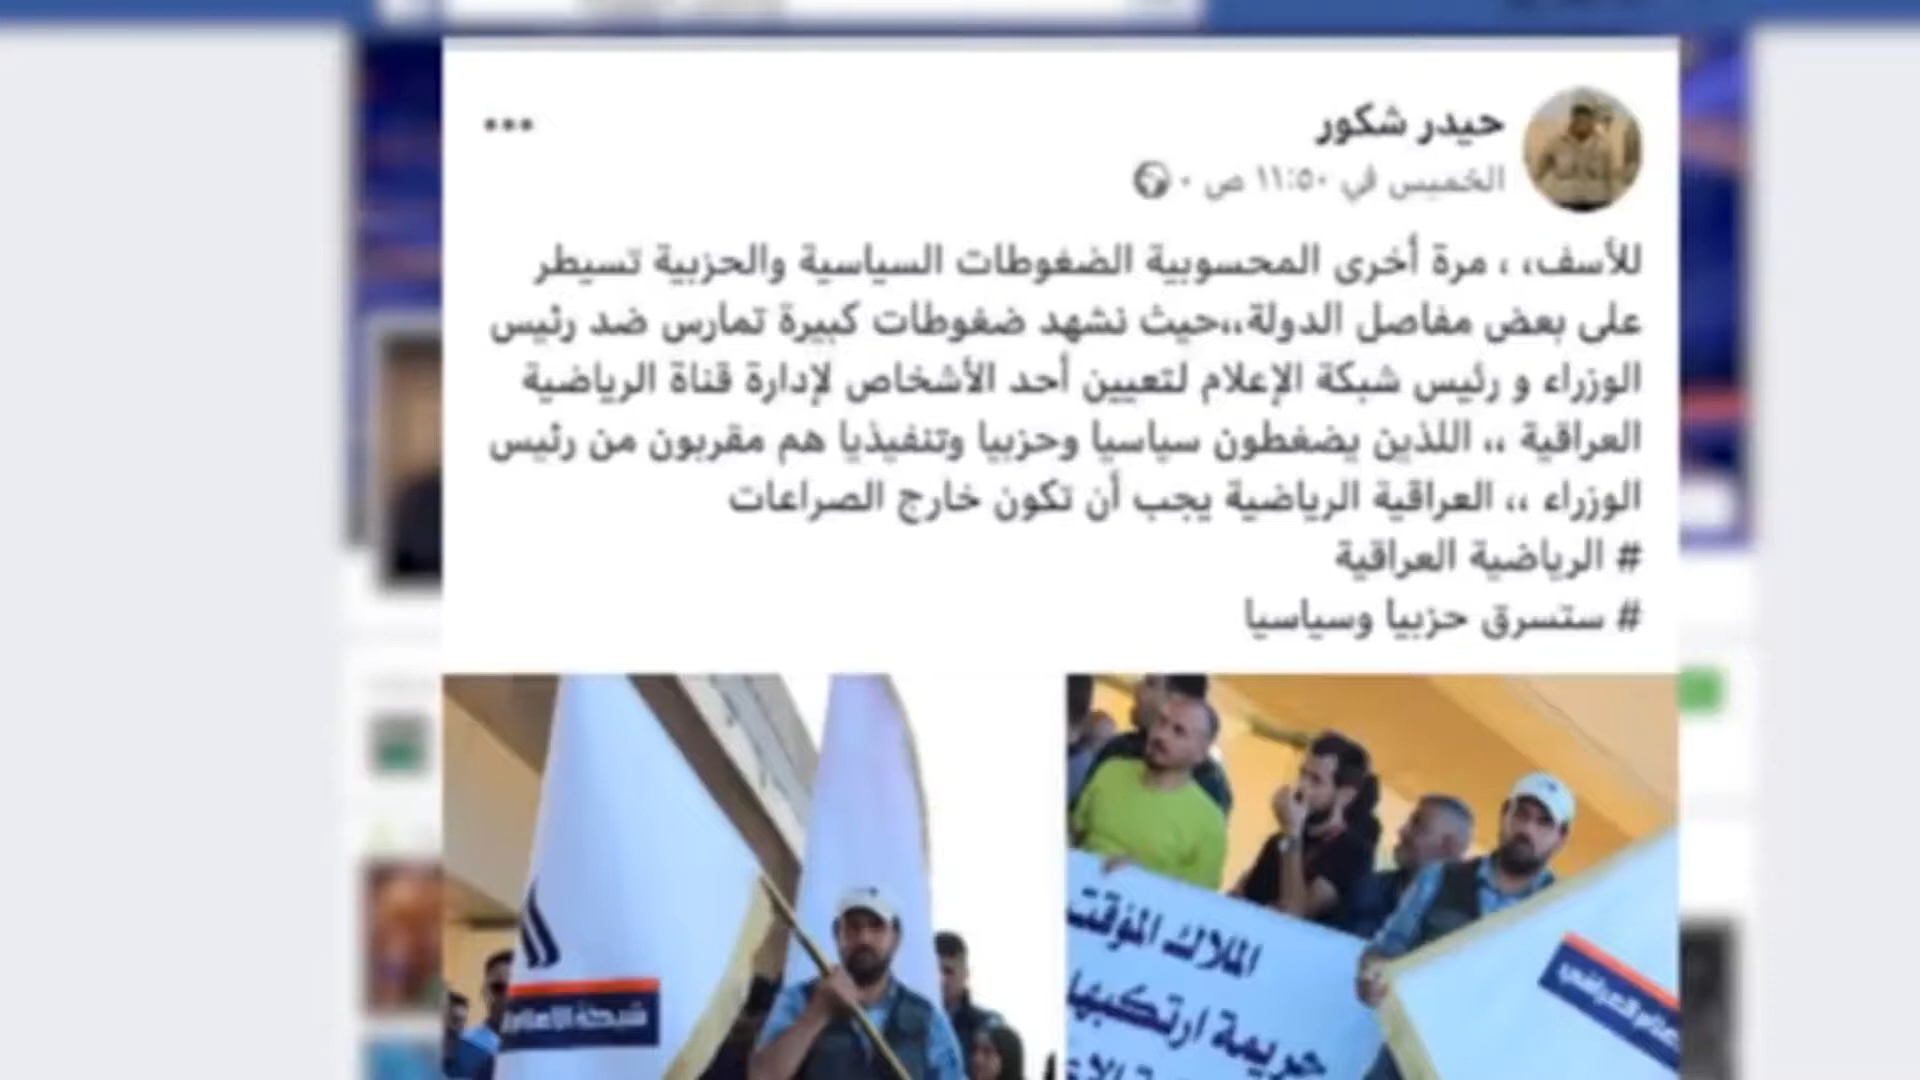 حيدر شكور
الخميس في ١١:٥٠ ص ·
للأسف، ، مرة أخرى المحسوبية الضغوطات السياسية والحزبية تسيطر
على بعض مفاصل الدولة،،حيث نشهد ضغوطات كبيرة تمارس ضد رئيس
الوزراء و رئيس شبكة الإعلام لتعيين أحد الأشخاص لإدارة قناة الرياضية
العراقية ،، اللذين يضغطون سياسيا وحزبيا وتنفيذيا هم مقربون من رئيس
الوزراء ،، العراقية الرياضية يجب أن تكون خارج الصراعات
# الرياضية العراقية
# ستسرق حزبيا وسياسيا
الملاك المؤقت
جريمة ارتكبها
شبكة الاعلام